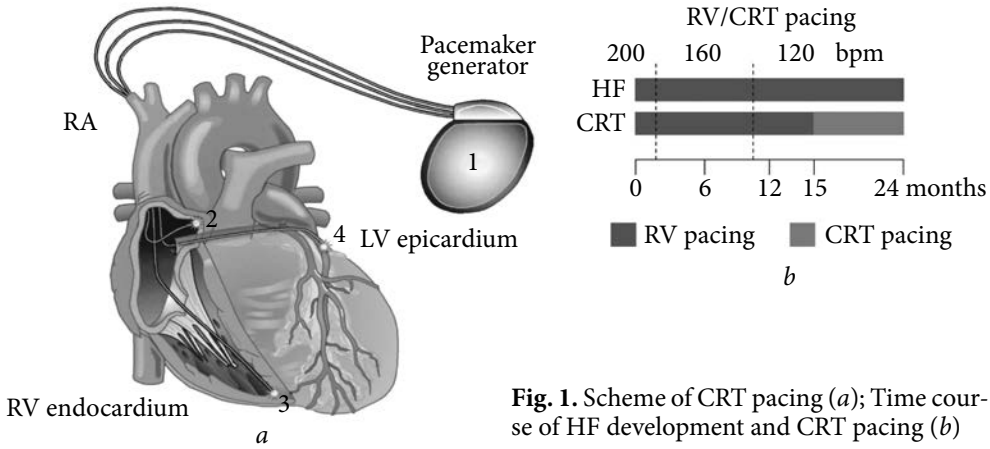 Pacemaker
generator
RA
1
2
4 LV epicardium
RV endocardium
3
a
RV/CRT pacing
200 160 120 bpm
HF
CRT
0 6 12 15 24 months
RV pacing CRT pacing
b
Fig. 1. Scheme of CRT pacing (a); Time cour-
se of HF development and CRT pacing (b)